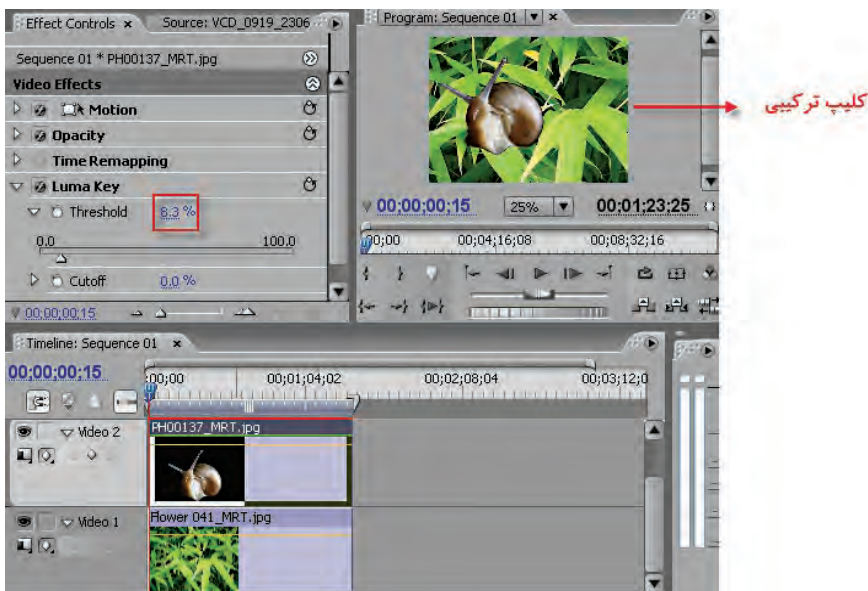 Effect Controls × Source: VCD_0919_2306
Sequence 01 * PH00137_MRT.jpg
Video Effects
Motion
Opacity
Time Remapping
Luma Key
Threshold 8.3 %
0.0 100.0
Cutoff 0.0 %
00;00;00;15
Program: Sequence 01 ×
کلیپ ترکیبی
00;00;00;15 25% 00;01;23;25
00;00 00;04;16;08 00;08;32;16
Timeline: Sequence 01 ×
00;00;00;15
;00;00 00;01;04;02 00;02;08;04 00;03;12;0
Video 2
PH00137_MRT.jpg
Video 1
Flower 041_MRT.jpg